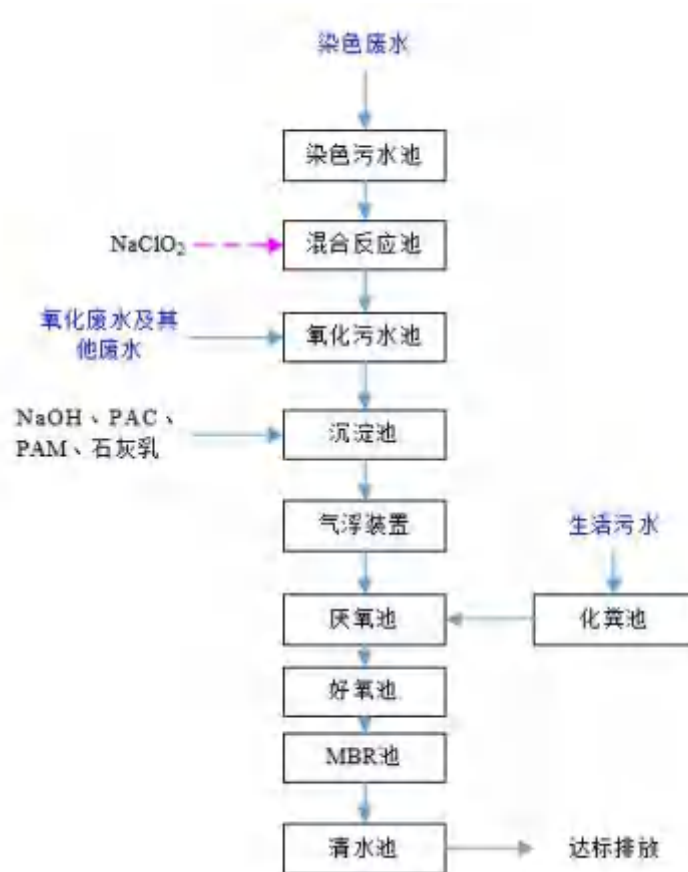 染色废水
染色污水池
NaClO₂
混合反应池
氧化废水及其
他废水
氧化污水池
NaOH、PAC、
PAM、石灰乳
沉淀池
气浮装置
生活污水
厌氧池
化粪池
好氧池
MBR池
清水池
达标排放